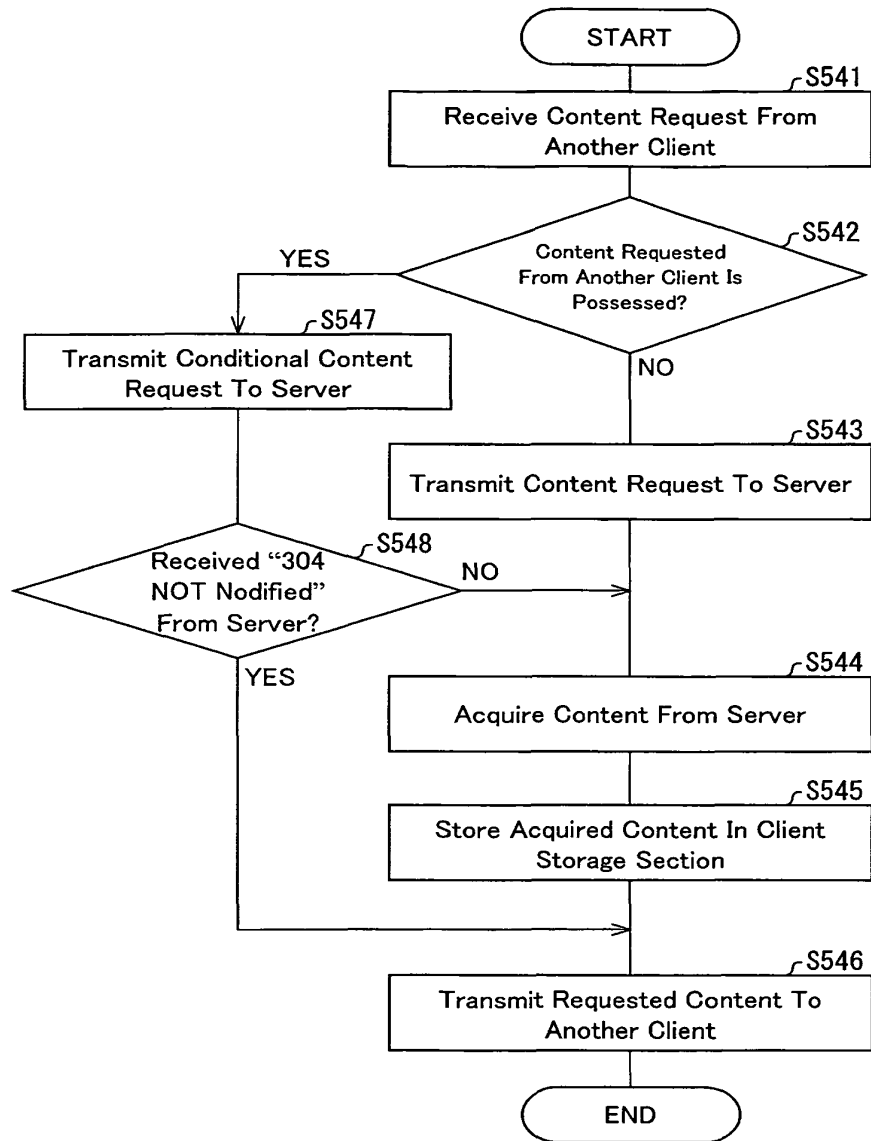 START
S541
Receive Content Request From
Another Client
S542
Content Requested
From Another Client Is
Possessed?
YES
NO
S547
Transmit Conditional Content
Request To Server
S543
Transmit Content Request To Server
S548
Received “304
NOT Nodified”
From Server?
NO
YES
S544
Acquire Content From Server
S545
Store Acquired Content In Client
Storage Section
S546
Transmit Requested Content To
Another Client
END